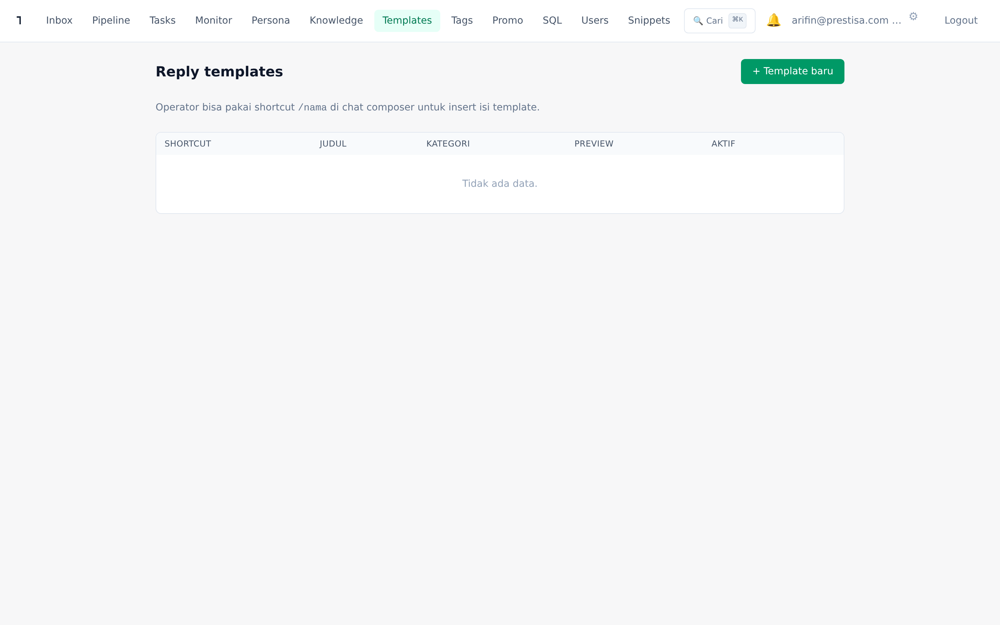 Inbox Pipeline Tasks Monitor Persona Knowledge Templates Tags Promo SQL Users Snippets 🔍 Cari ⌘K 🔔 arifin@prestisa.com ... ⚙ Logout
Reply templates
+ Template baru
Operator bisa pakai shortcut /nama di chat composer untuk insert isi template.
SHORTCUT JUDUL KATEGORI PREVIEW AKTIF
Tidak ada data.